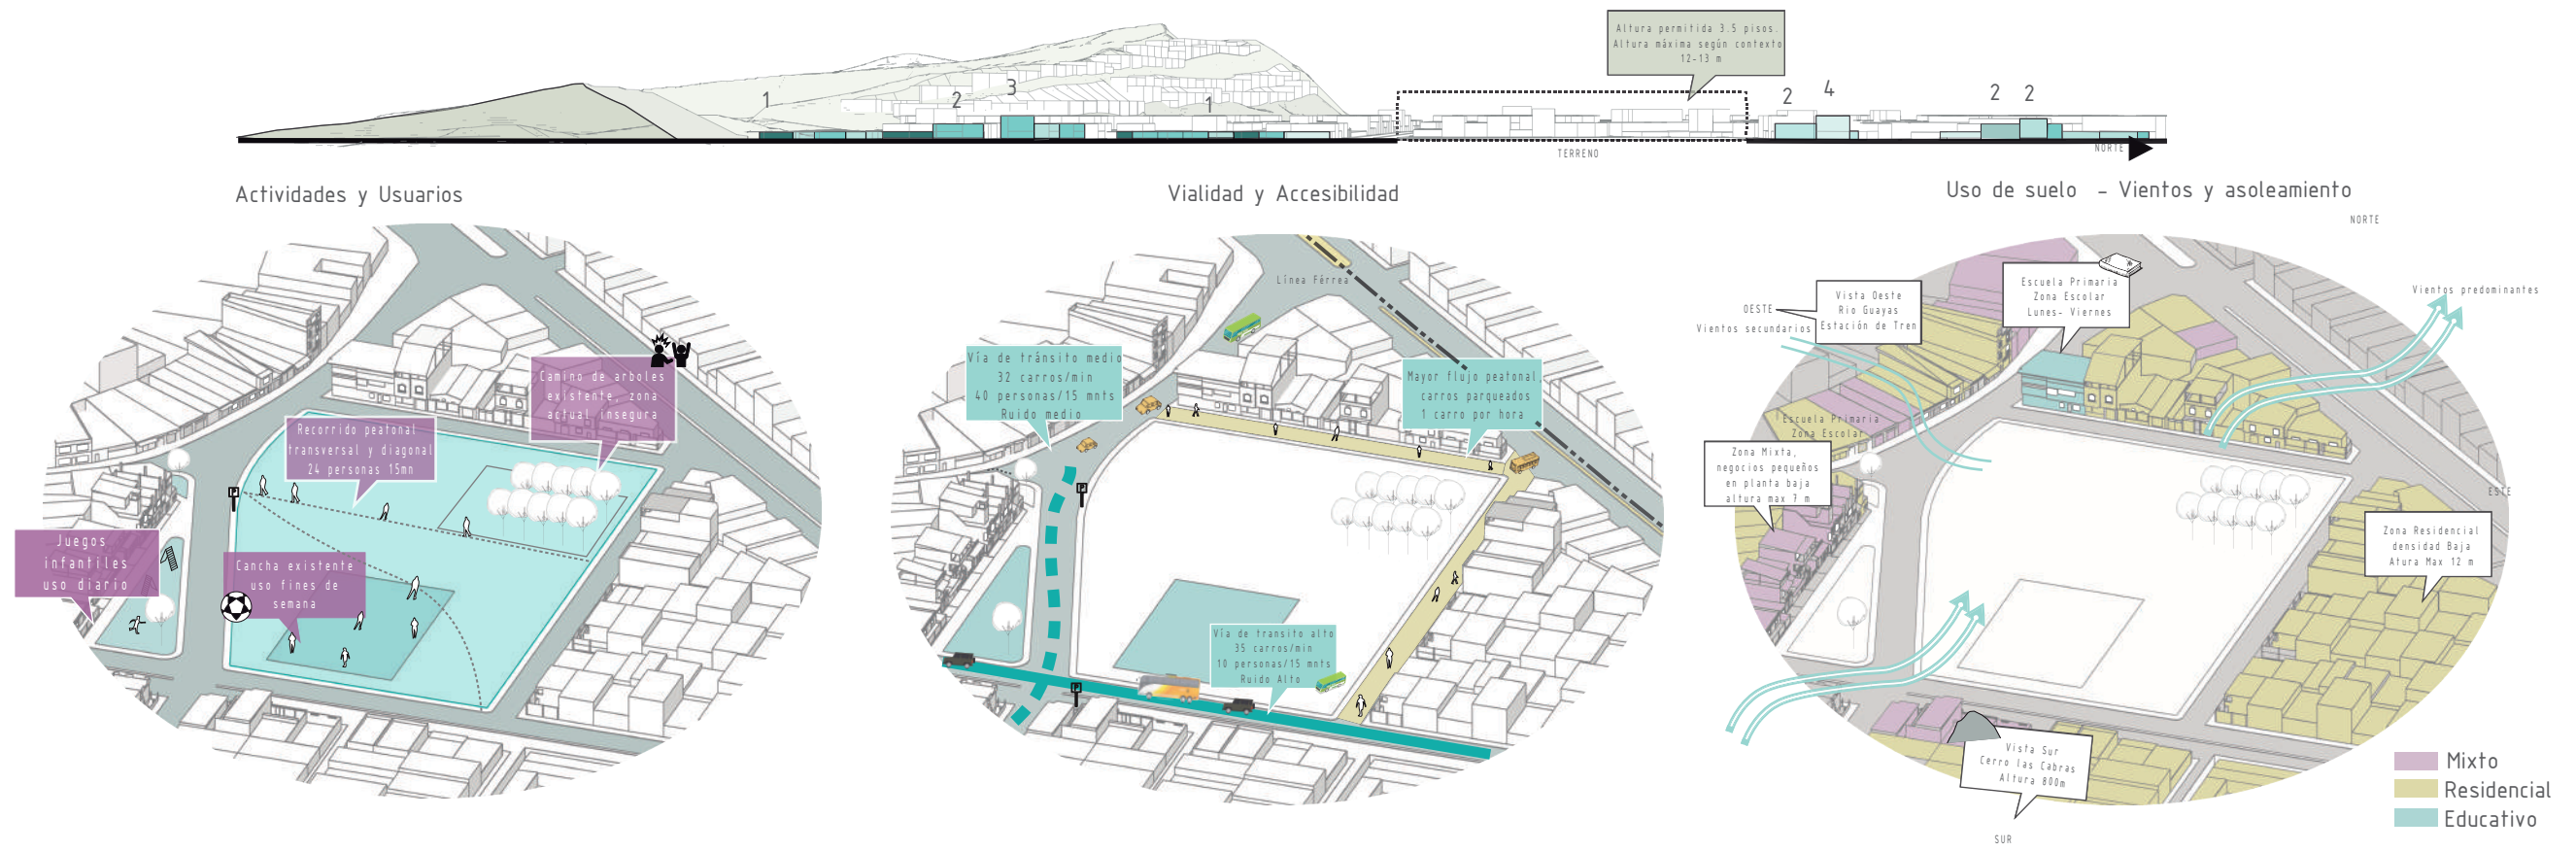 Altura permitida 3.5 pisos.
Altura máxima según contexto
12-13 m
1
2
3
1
2
4
2
2
TERRENO
NORTE
Actividades y Usuarios
Camino de arboles
existente, zona
actual insegura
Recorrido peatonal
transversal y diagonal
24 personas 15mn
Juegos
infantiles
uso diario
Cancha existente
uso fines de
semana
Vialidad y Accesibilidad
Línea Férrea
Vía de tránsito medio
32 carros/min
40 personas/15 mnts
Ruido medio
Mayor flujo peatonal,
carros parqueados
1 carro por hora
Vía de transito alto
35 carros/min
10 personas/15 mnts
Ruido Alto
Uso de suelo - Vientos y asoleamiento
NORTE
Escuela Primaria
Zona Escolar
Lunes- Viernes
Vientos predominantes
Vista Oeste
Rio Guayas
Estación de Tren
OESTE
Vientos secundarios
Escuela Primaria
Zona Escolar
Zona Mixta,
negocios pequeños
en planta baja
altura max 7 m
ESTE
Zona Residencial
densidad Baja
Atura Max 12 m
Vista Sur
Cerro las Cabras
Altura 800m
SUR
Mixto
Residencial
Educativo
P
P
P